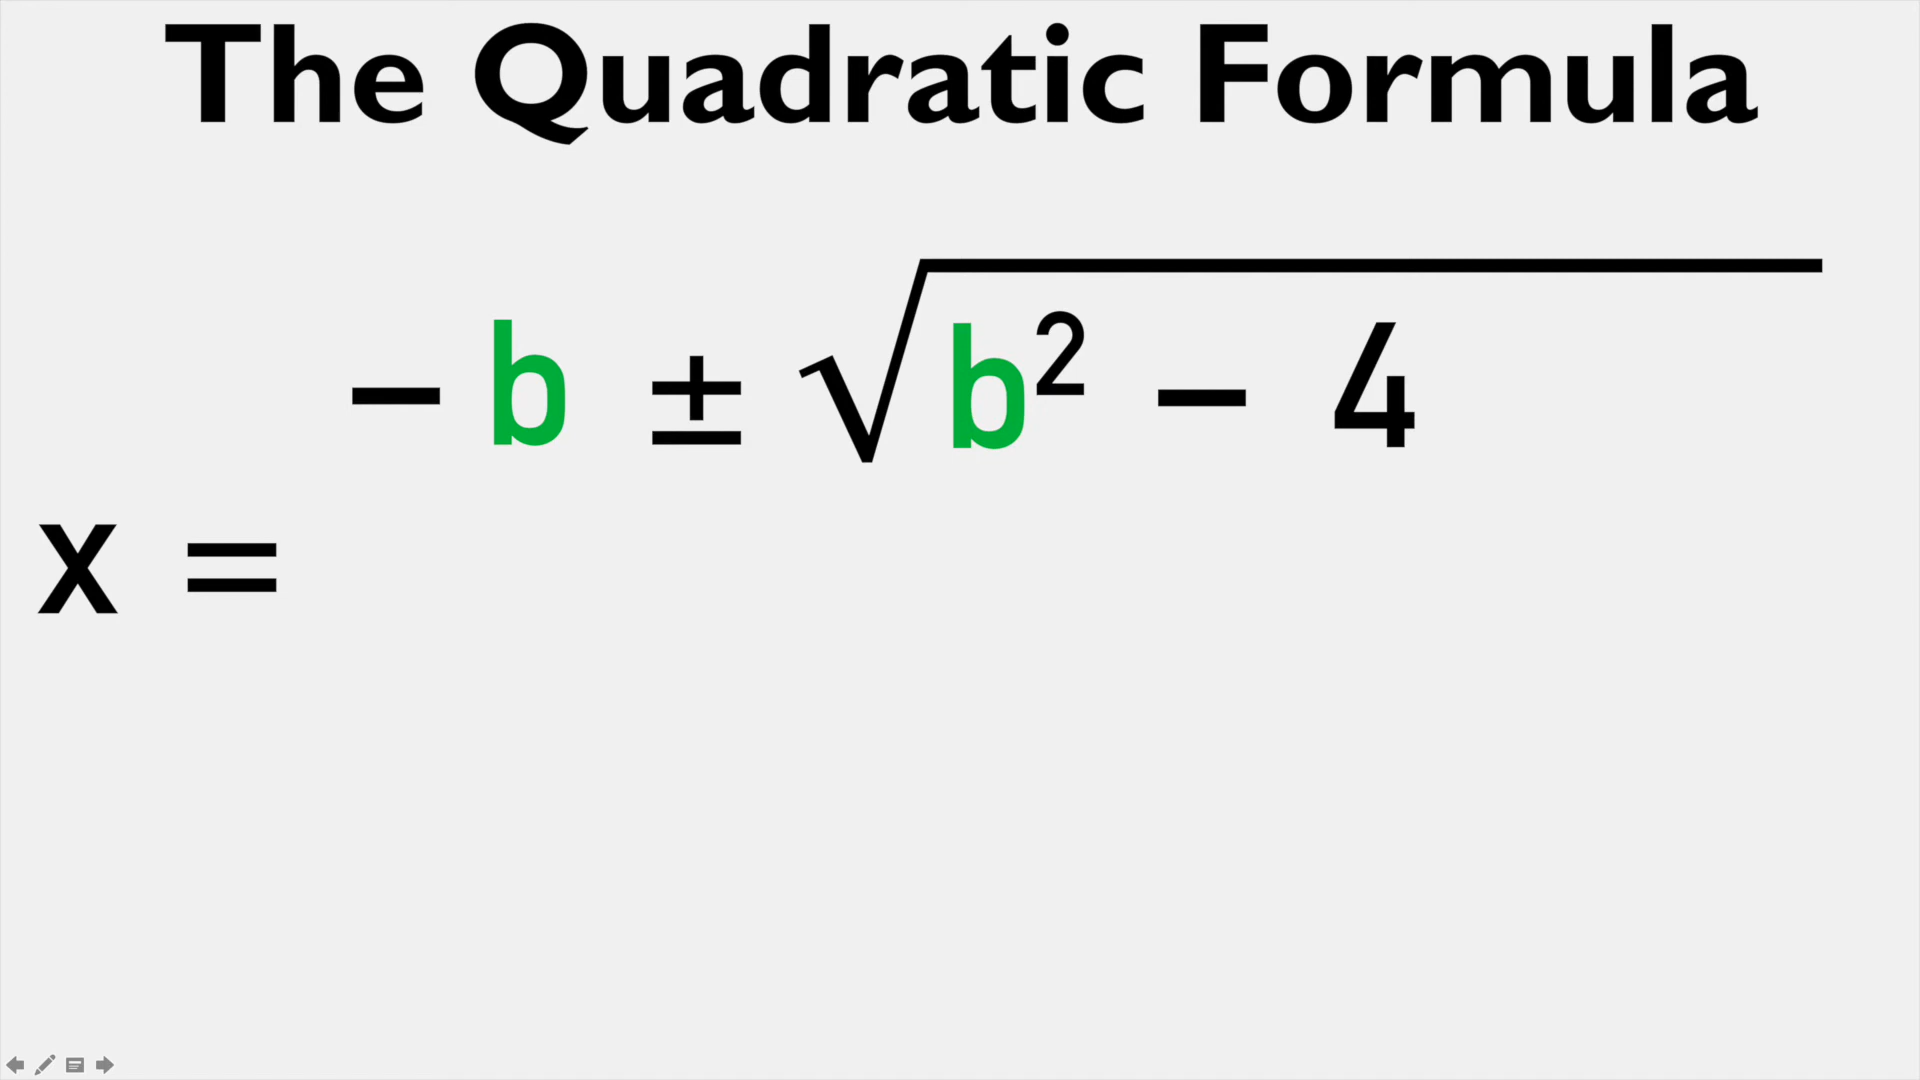 The Quadratic Formula
− b ± √ b² − 4
x =